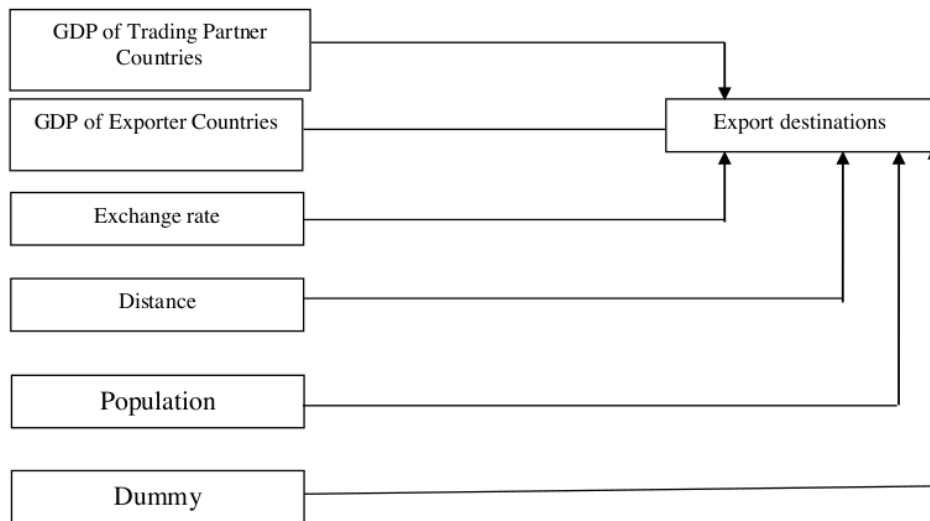 GDP of Trading Partner
Countries
GDP of Exporter Countries
Export destinations
Exchange rate
Distance
Population
Dummy